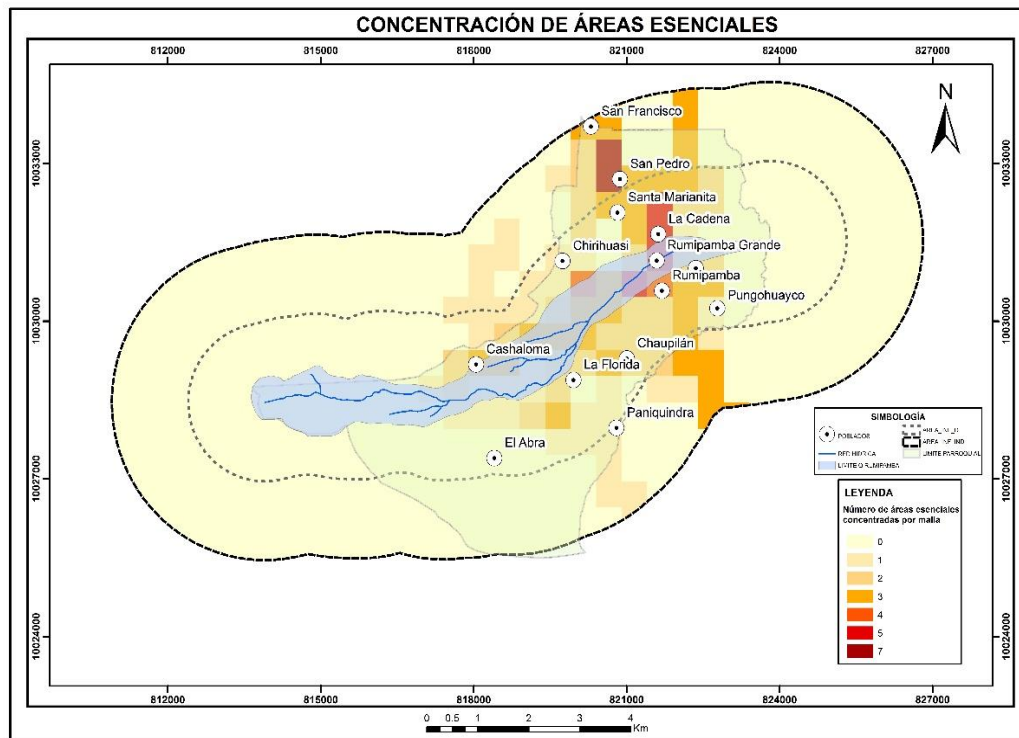 CONCENTRACIÓN DE ÁREAS ESENCIALES
812000 815000 818000 821000 824000 827000
N
San Francisco
10033000 10033000
San Pedro
Santa Marianita
La Cadena
Chirihuasi
Rumipamba Grande
Rumipamba
Pungohuayco
10030000 10030000
Cashaloma
Chaupilán
La Florida
Paniquindra
El Abra
SIMBOLOGÍA
POBLADOR
RED HIDRICA
LIMITE PARROQUIAL
10027000 10027000
LEYENDA
Número de áreas esenciales
concentradas por malla
0
1
2
3
4
5
7
10024000 10024000
812000 815000 818000 821000 824000 827000
0 0.5 1 2 3 4
Km